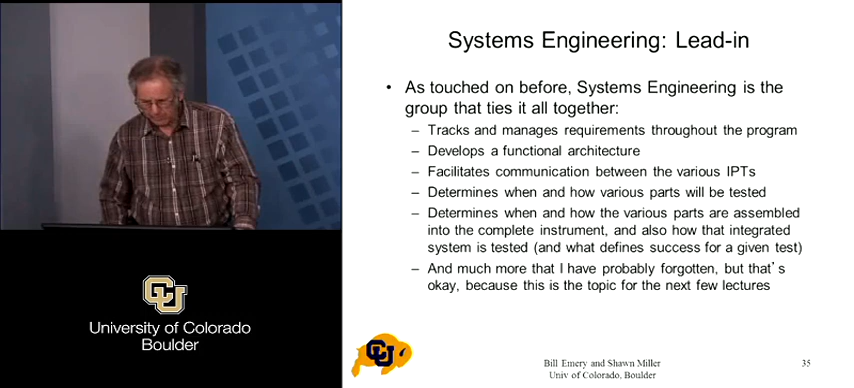 Systems Engineering: Lead-in
• As touched on before, Systems Engineering is the
group that ties it all together:
– Tracks and manages requirements throughout the program
– Develops a functional architecture
– Facilitates communication between the various IPTs
– Determines when and how various parts will be tested
– Determines when and how the various parts are assembled
into the complete instrument, and also how that integrated
system is tested (and what defines success for a given test)
– And much more that I have probably forgotten, but that’s
okay, because this is the topic for the next few lectures
CU
University of Colorado
Boulder
CU
Bill Emery and Shawn Miller
Univ of Colorado, Boulder
35